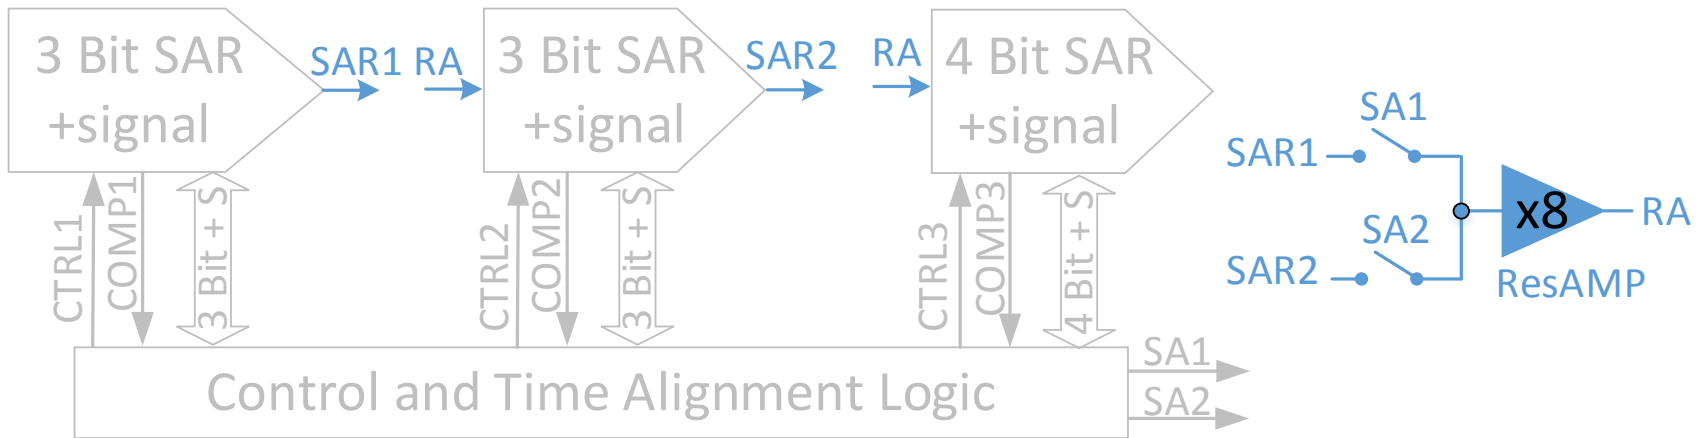 3 Bit SAR
+signal
SAR1
RA
3 Bit SAR
+signal
SAR2
RA
4 Bit SAR
+signal
CTRL1
COMP1
3 Bit + S
CTRL2
COMP2
3 Bit + S
CTRL3
COMP3
4 Bit + S
Control and Time Alignment Logic
SA1
SA2
SA1
SAR1
SA2
SAR2
x8
RA
ResAMP